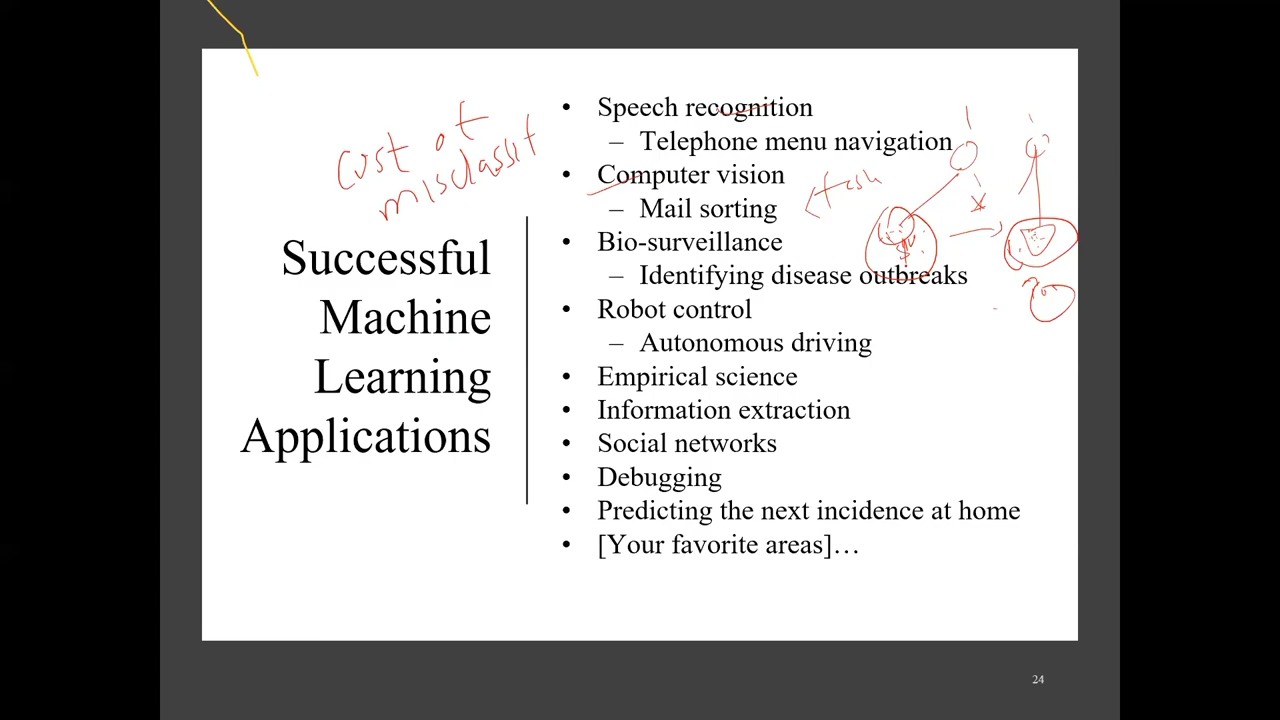 cost of
misclassif
Successful
Machine
Learning
Applications
• Speech recognition
– Telephone menu navigation
• Computer vision
– Mail sorting
• Bio-surveillance
– Identifying disease outbreaks
• Robot control
– Autonomous driving
• Empirical science
• Information extraction
• Social networks
• Debugging
• Predicting the next incidence at home
• [Your favorite areas]…
24